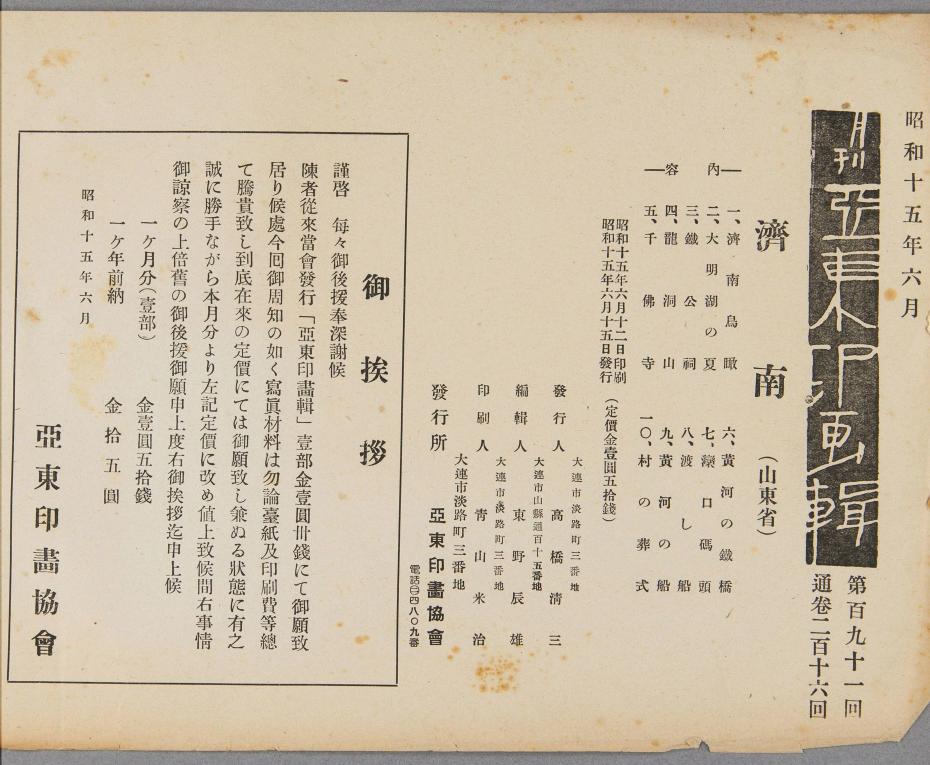 昭和十五年六月
月刊亞東印画輯
第百九十一回
通卷二百十六回
濟南（山東省）
内容
一、濟南鳥瞰
二、大明湖の夏
三、鐵公祠
四、龍洞山
五、千佛寺
六、黃河の鐵橋
七、濼口碼頭
八、渡し船
九、黃河の船
一〇、村の葬式
昭和十五年六月十二日印刷
昭和十五年六月十五日發行
（定價金壹圓五拾錢）
大連市淡路町三番地
發行人 高橋淸三
大連市山縣通百十五番地
編輯人 東野辰雄
大連市淡路町三番地
印刷人 靑山米治
大連市淡路町三番地
發行所 亞東印畫協會
電話㊁四八〇九番
御挨拶
謹啓 每々御後援奉深謝候
陳者從來當會發行「亞東印畵輯」壹部金壹圓卅錢にて御願致
居り候處今囘御周知の如く寫眞材料は勿論臺紙及印刷費等總
て騰貴致し到底在來の定價にては御願致し兼ぬる狀態に有之
誠に勝手ながら本月分より左記定價に改め値上致候間右事情
御諒察の上倍舊の御後援御願申上度右御挨拶迄申上候
一ケ月分（壹部） 金壹圓五拾錢
一ケ年前納 金拾五圓
昭和十五年六月
亞東印畵協會